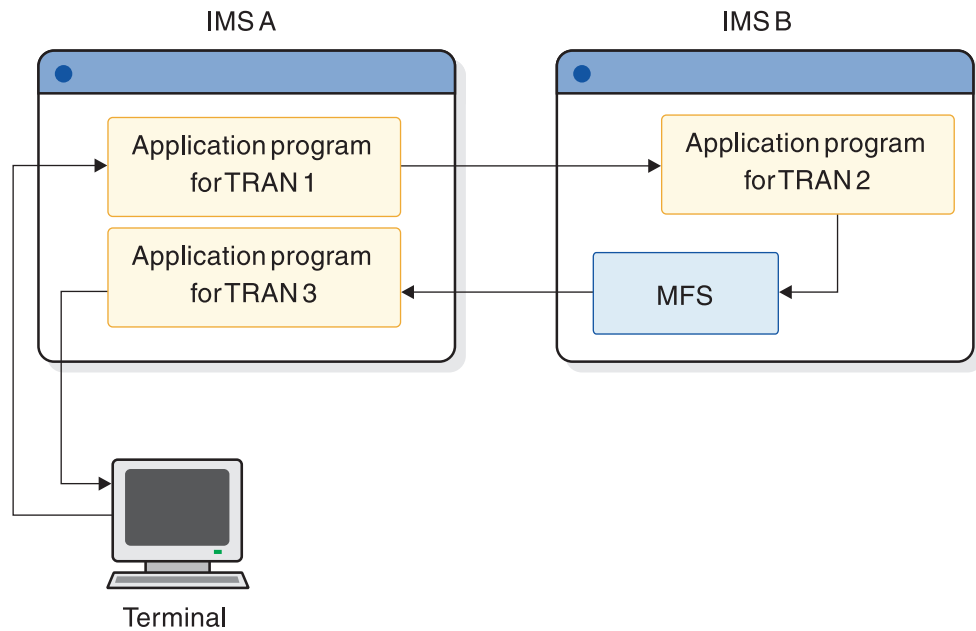 IMS A
IMS B
Application program
for TRAN 1
Application program
for TRAN 2
Application program
for TRAN 3
MFS
Terminal